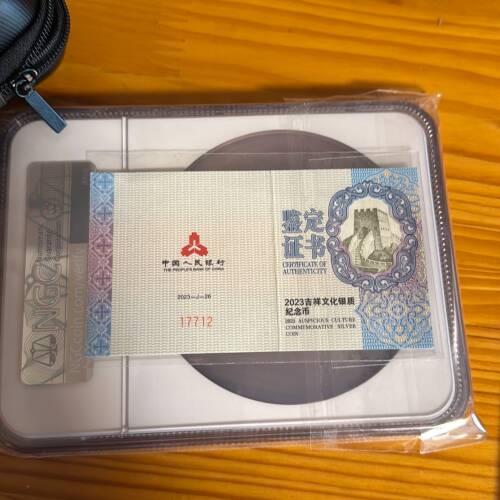 NGC
中国人民银行
THE PEOPLE'S BANK OF CHINA
2023—J—26
17712
鉴定
证书
CERTIFICATE OF
AUTHENTICITY
2023吉祥文化银质
纪念币
2023 AUSPICIOUS CULTURE
COMMEMORATIVE SILVER
COIN